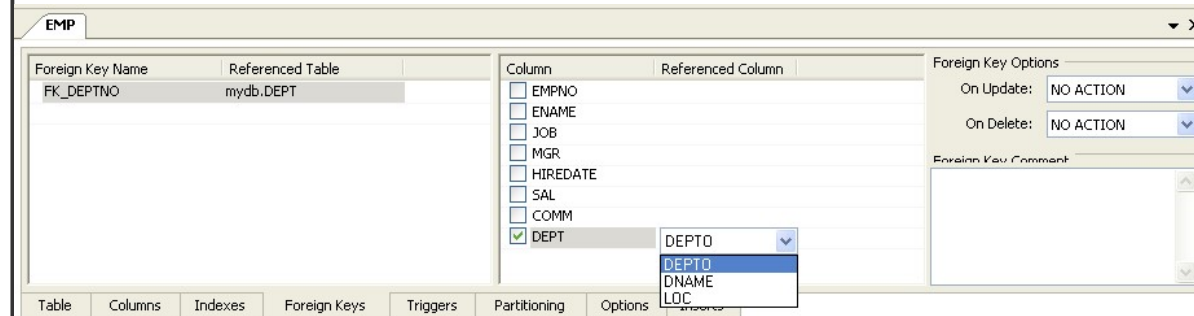 EMP
Foreign Key Name Referenced Table
FK_DEPTNO mydb.DEPT
Column Referenced Column
EMPNO
ENAME
JOB
MGR
HIREDATE
SAL
COMM
DEPT DEPTO
DEPTO
DNAME
LOC
Foreign Key Options
On Update: NO ACTION
On Delete: NO ACTION
Foreign Key Comment
Table Columns Indexes Foreign Keys Triggers Partitioning Options Inserts